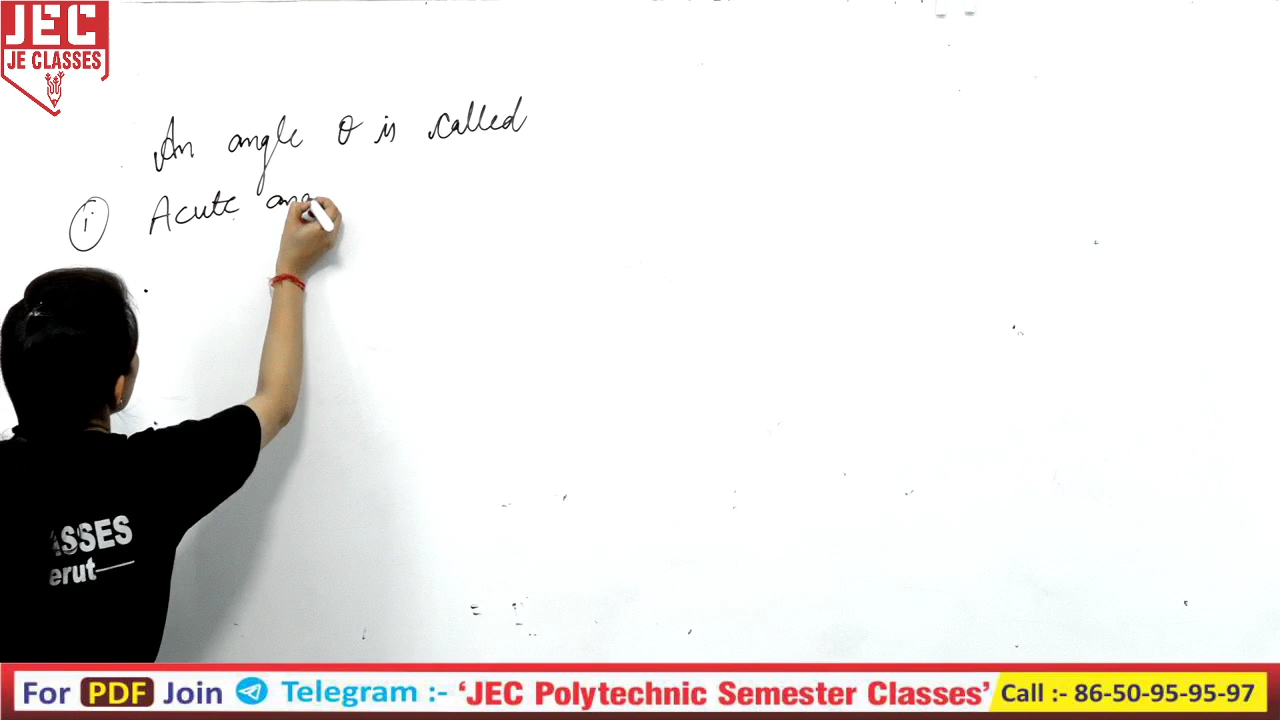 JEC
JE CLASSES
An angle θ is called
i Acute ang
ASSES
erut
For PDF Join Telegram :- ‘JEC Polytechnic Semester Classes’ Call :- 86-50-95-95-97